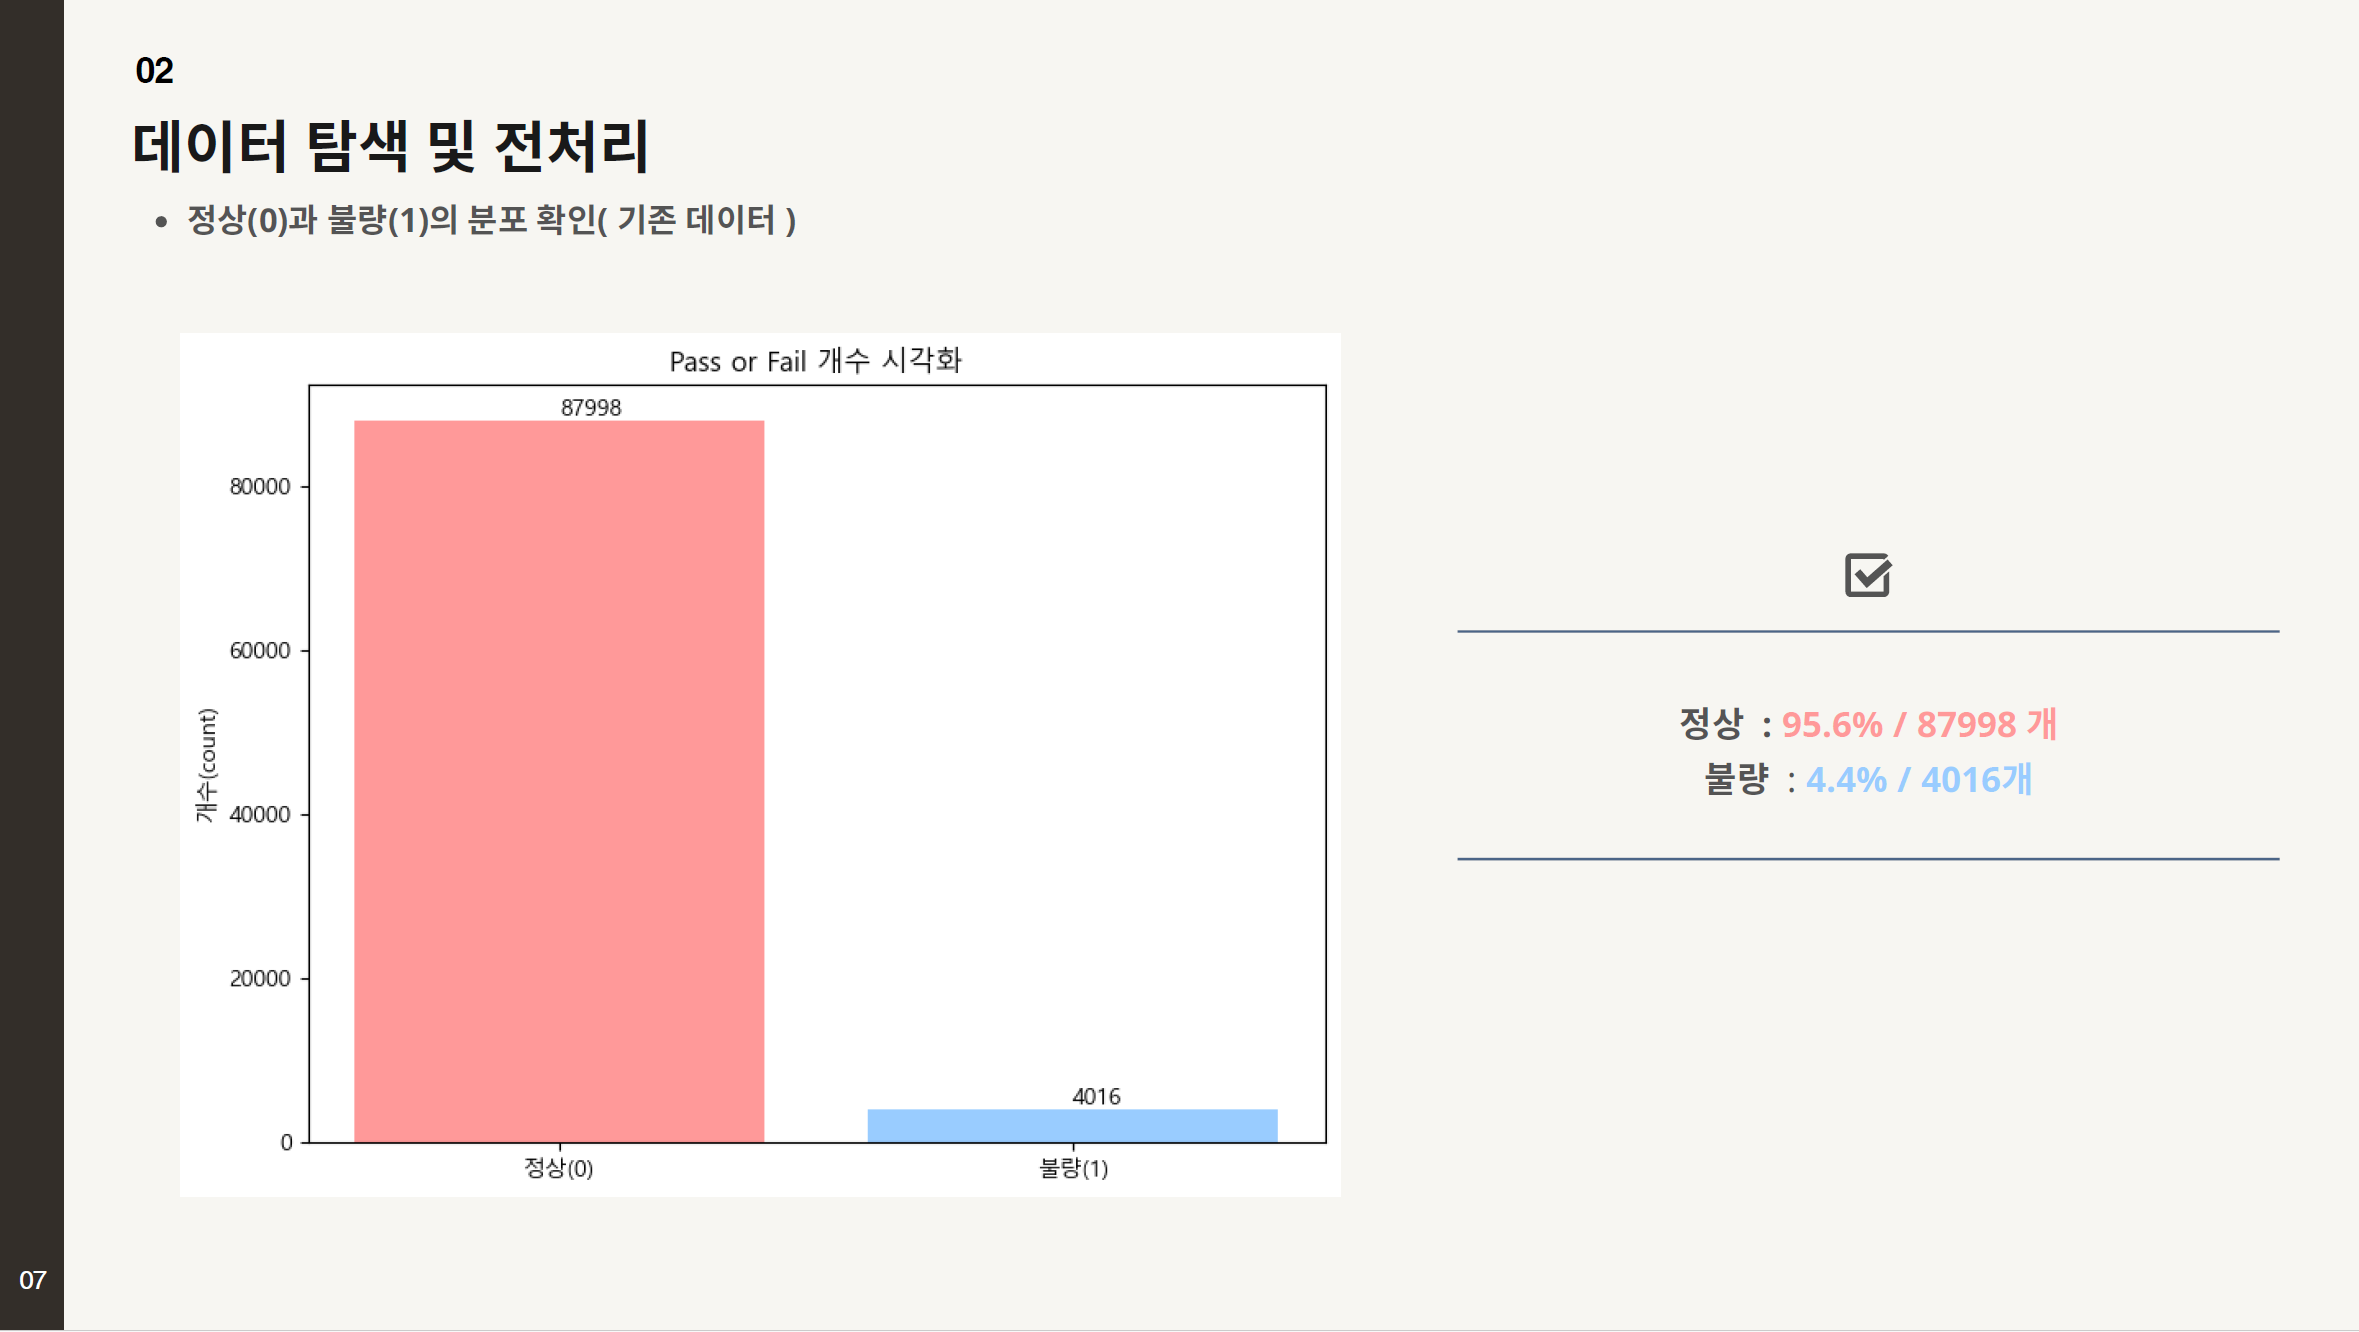 02
데이터 탐색 및 전처리
• 정상(0)과 불량(1)의 분포 확인( 기존 데이터 )
Pass or Fail 개수 시각화
87998
80000
60000
개수(count)
40000
20000
4016
0
정상(0)
불량(1)
정상 : 95.6% / 87998 개
불량 : 4.4% / 4016개
07